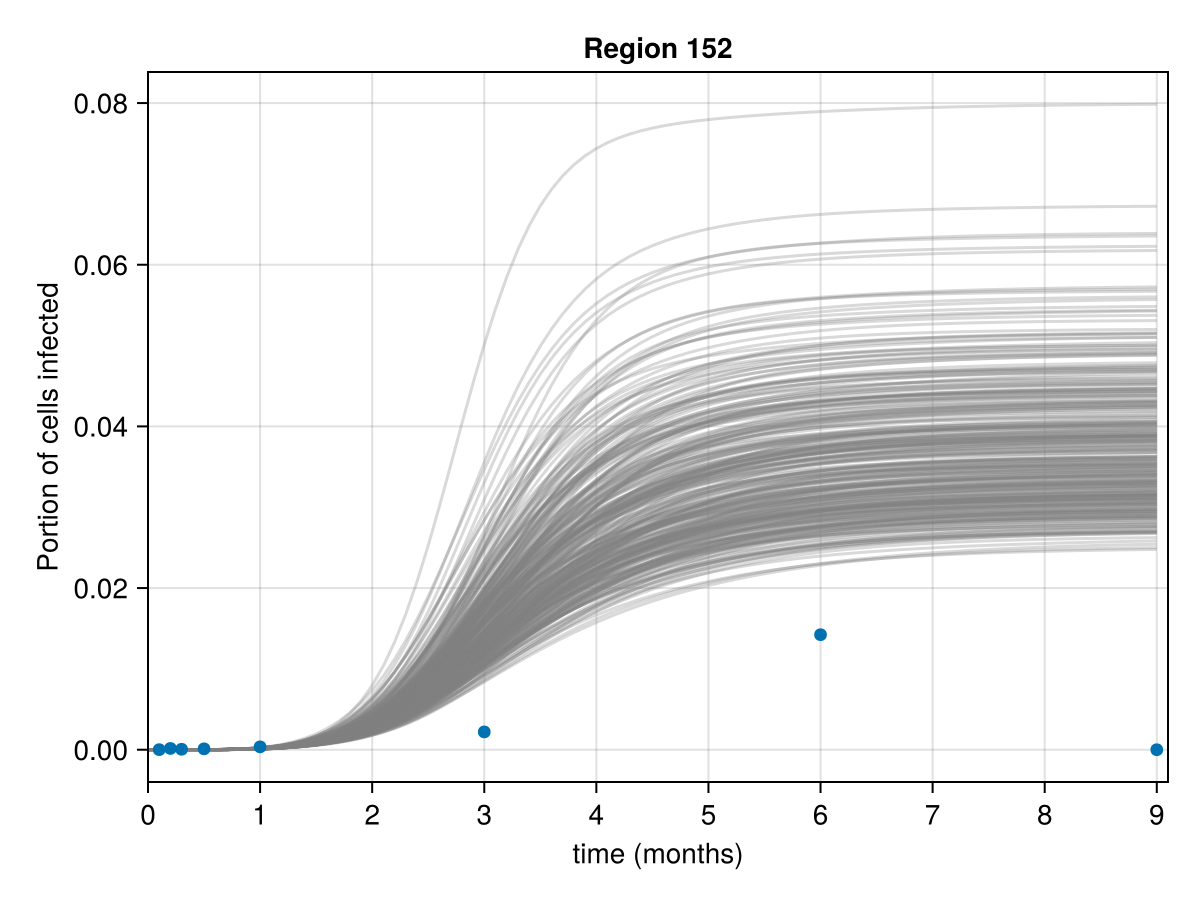 Region 152
0.08
0.06
0.04
0.02
0.00
Portion of cells infected
0 1 2 3 4 5 6 7 8 9
time (months)